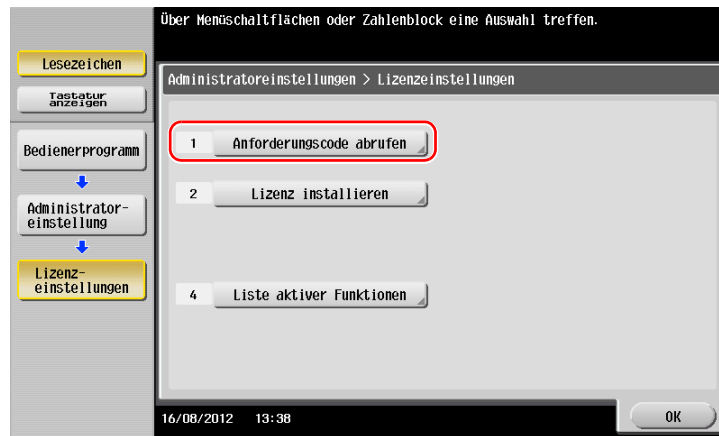 Über Menüschaltflächen oder Zahlenblock eine Auswahl treffen.
Lesezeichen
Tastatur
anzeigen
Bedienerprogramm
Administrator-
einstellung
Lizenz-
einstellungen
Administratoreinstellungen > Lizenzeinstellungen
1 Anforderungscode abrufen
2 Lizenz installieren
4 Liste aktiver Funktionen
16/08/2012 13:38
OK